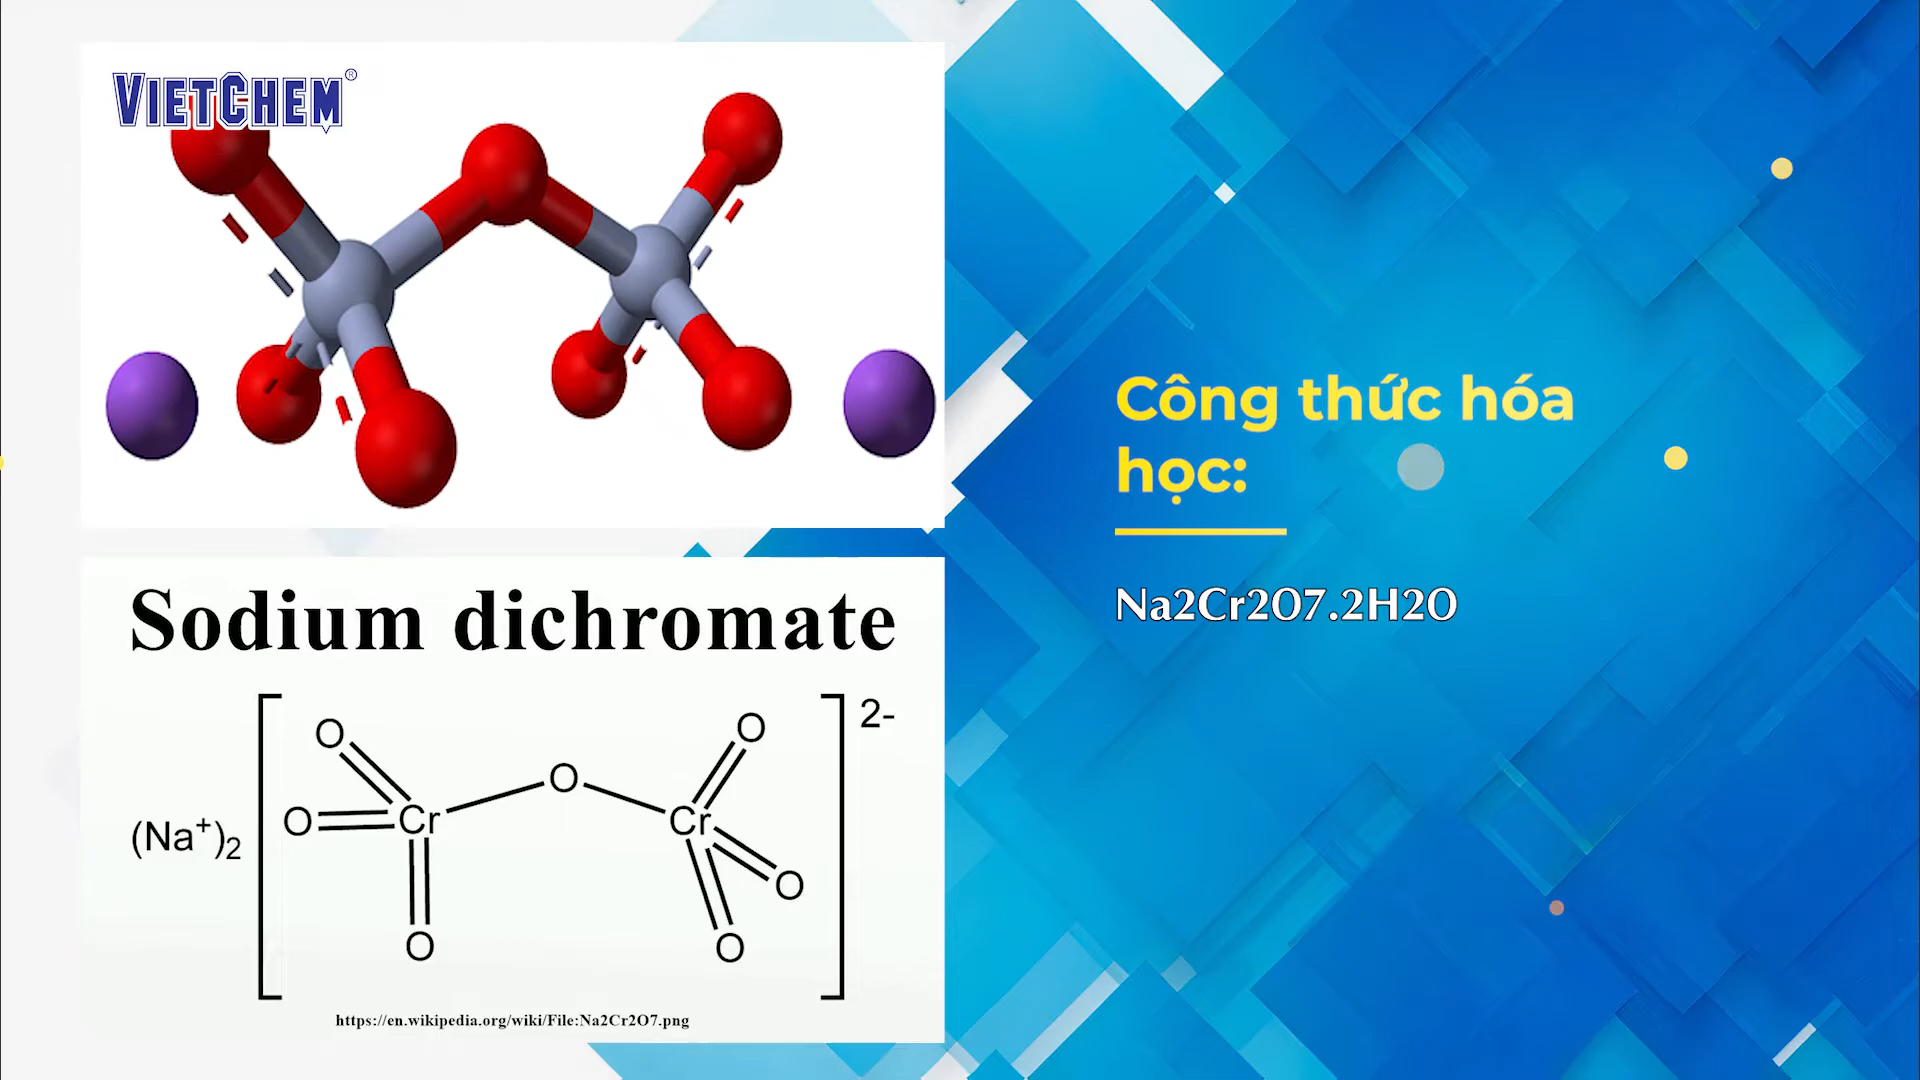 VIETCHEM®
Sodium dichromate
2-
O
O
O
O
Cr
Cr
(Na⁺)₂
O
O
O
https://en.wikipedia.org/wiki/File:Na2Cr2O7.png
Công thức hóa
học:
Na2Cr2O7.2H2O